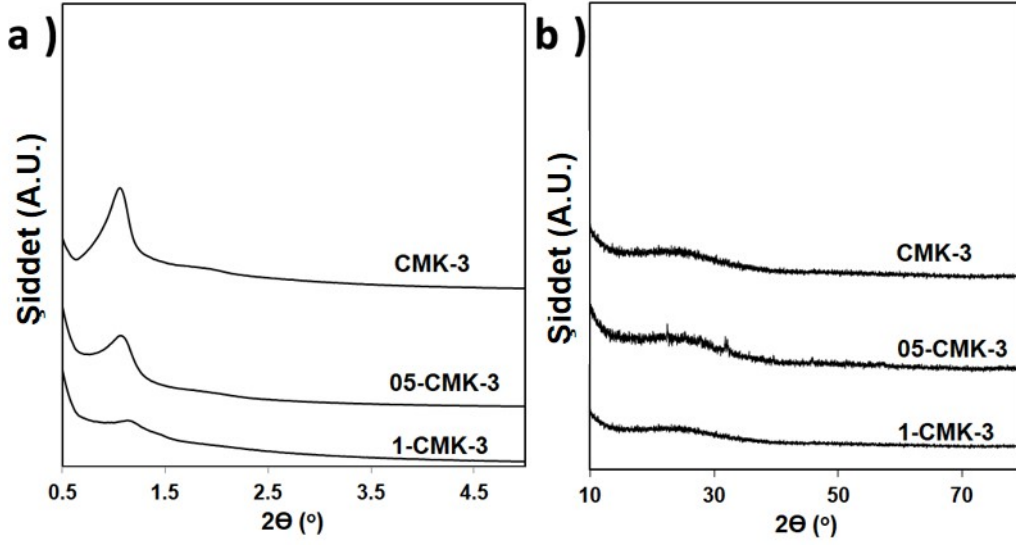 a )
Şiddet (A.U.)
CMK-3
05-CMK-3
1-CMK-3
0.5 1.5 2.5 3.5 4.5
2Θ (º)
b )
Şiddet (A.U.)
CMK-3
05-CMK-3
1-CMK-3
10 30 50 70
2Θ (º)